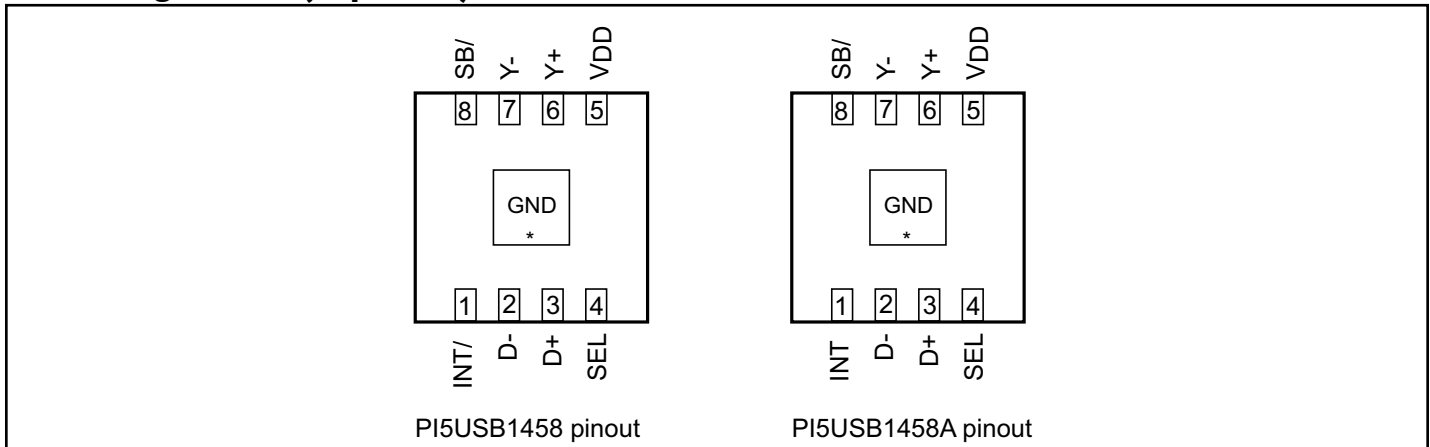 SB/ Y- Y+ VDD
8 7 6 5
GND
*
1 2 3 4
INT/ D- D+ SEL
PI5USB1458 pinout
SB/ Y- Y+ VDD
8 7 6 5
GND
*
1 2 3 4
INT D- D+ SEL
PI5USB1458A pinout